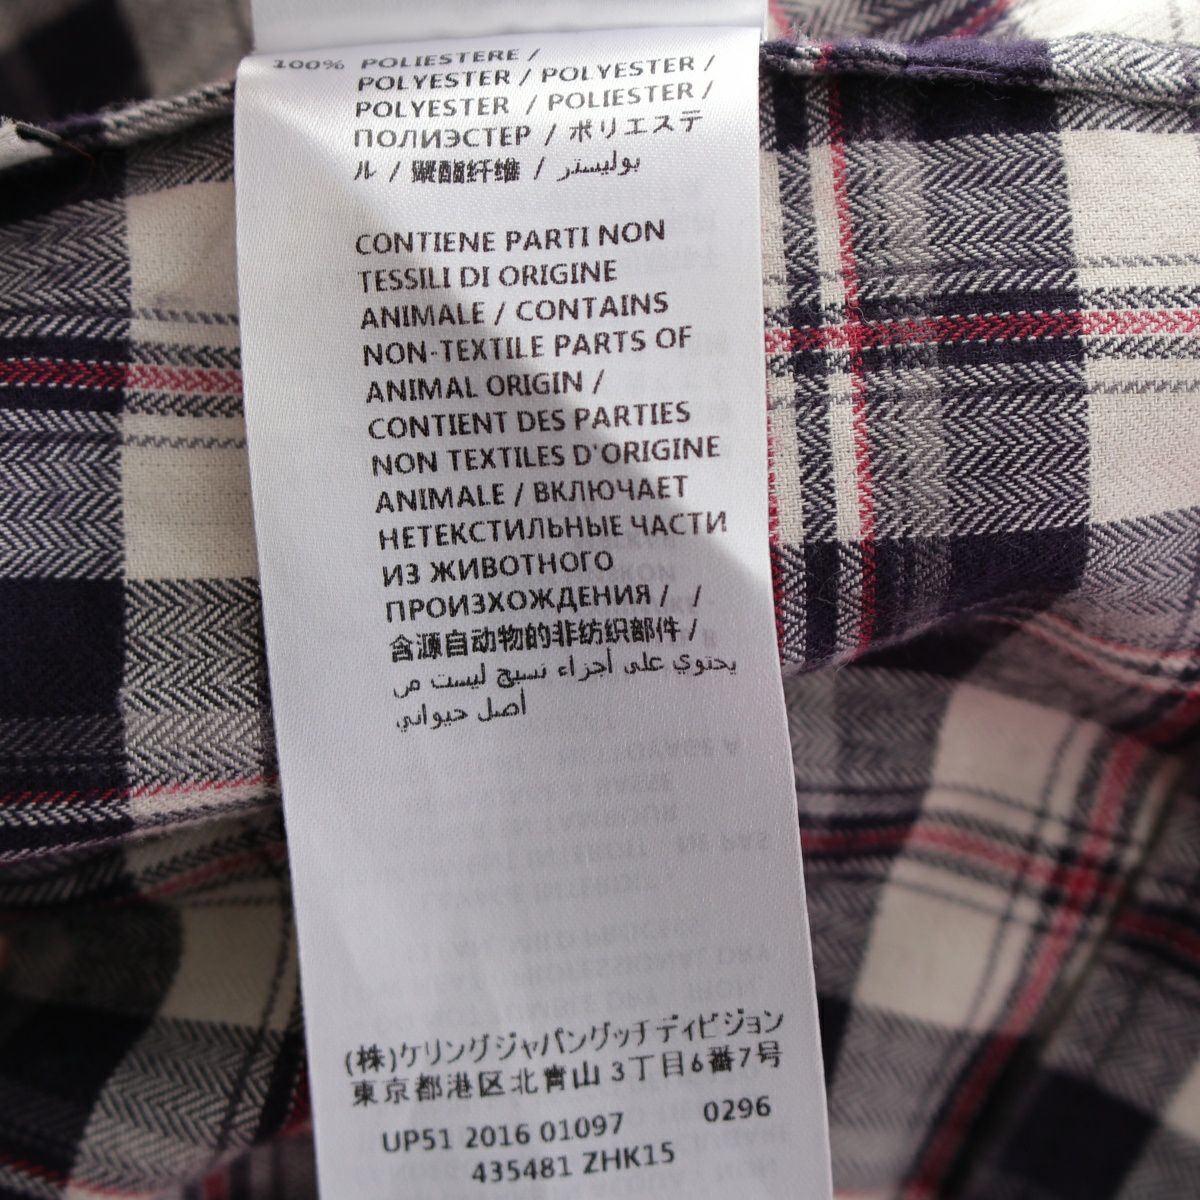 100% POLIESTERE /
POLYESTER / POLYESTER /
POLYESTER / POLIESTER /
ПОЛИЭСТЕР / ポリエステ
ル / 聚酯纤维 / بوليستر
CONTIENE PARTI NON
TESSILI DI ORIGINE
ANIMALE / CONTAINS
NON-TEXTILE PARTS OF
ANIMAL ORIGIN /
CONTIENT DES PARTIES
NON TEXTILES D'ORIGINE
ANIMALE / ВКЛЮЧАЕТ
НЕТЕКСТИЛЬНЫЕ ЧАСТИ
ИЗ ЖИВОТНОГО
ПРОИЗХОЖДЕНИЯ / /
含源自动物的非纺织部件 /
يحتوي على أجزاء نسيج ليست من
أصل حيواني
(株)ケリングジャパングッチディビジョン
東京都港区北青山 3丁目6番7号
UP51 2016 01097 0296
435481 ZHK15